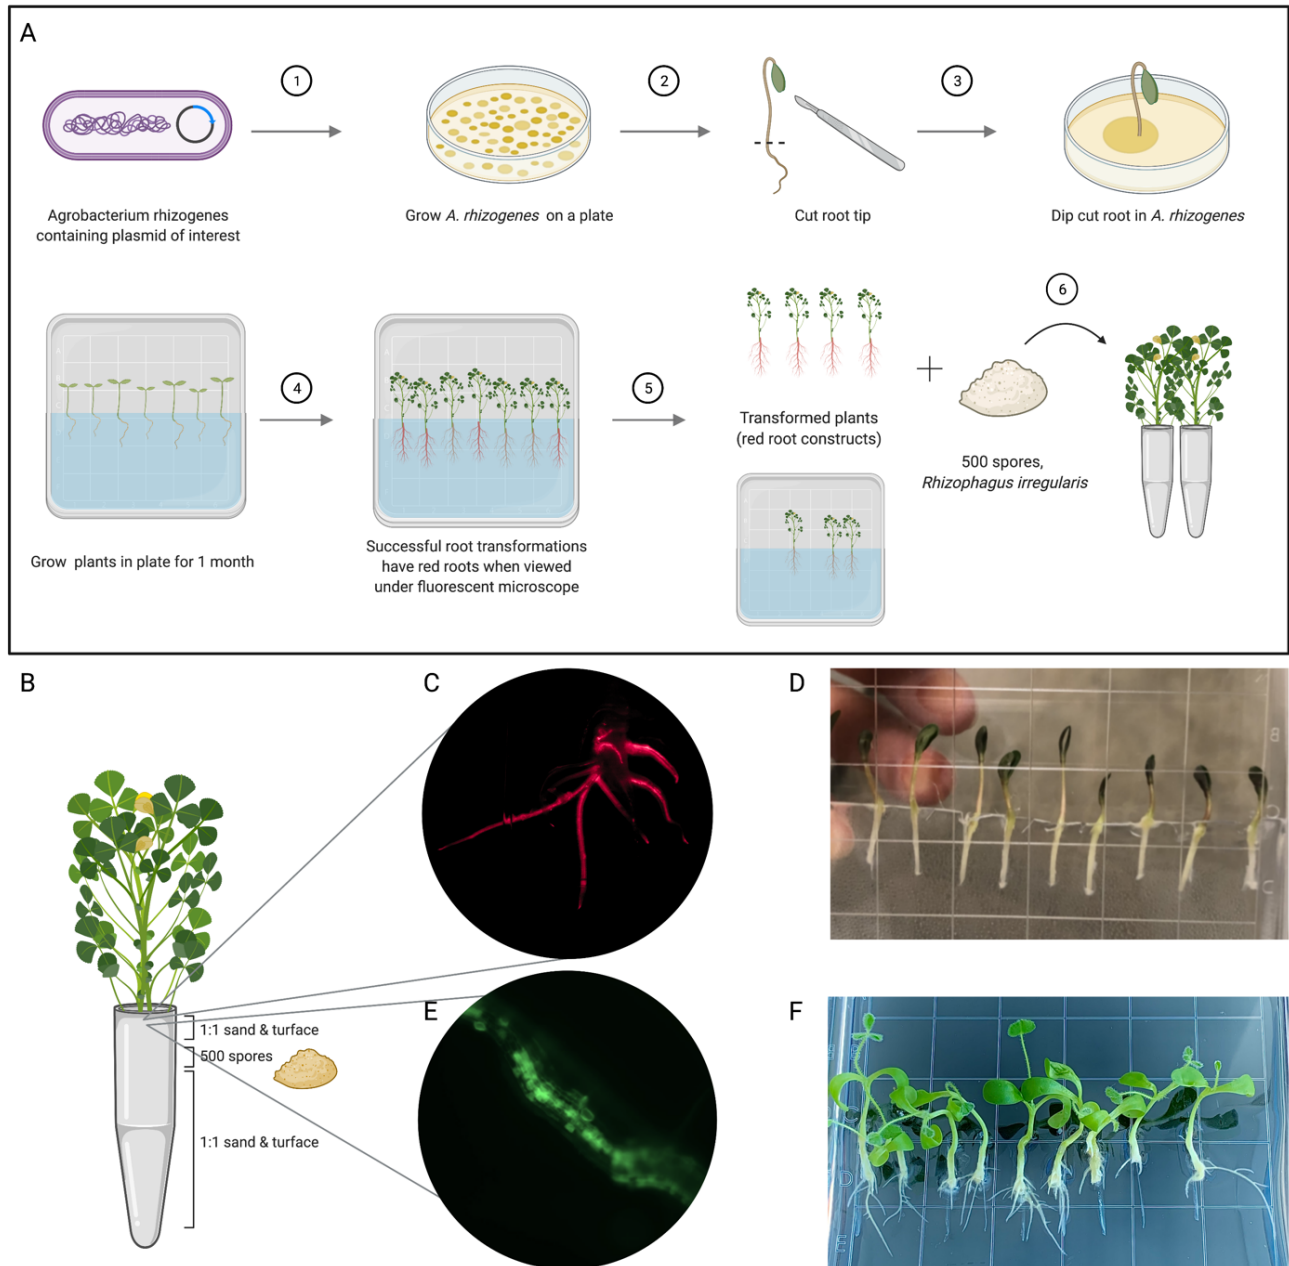 A
1
2
3
Agrobacterium rhizogenes
containing plasmid of interest
Grow A. rhizogenes on a plate
Cut root tip
Dip cut root in A. rhizogenes
4
5
6
Grow plants in plate for 1 month
Successful root transformations
have red roots when viewed
under fluorescent microscope
Transformed plants
(red root constructs)
500 spores,
Rhizophagus irregularis
B
1:1 sand & turface
500 spores
1:1 sand & turface
C
D
B
E
F
D
E